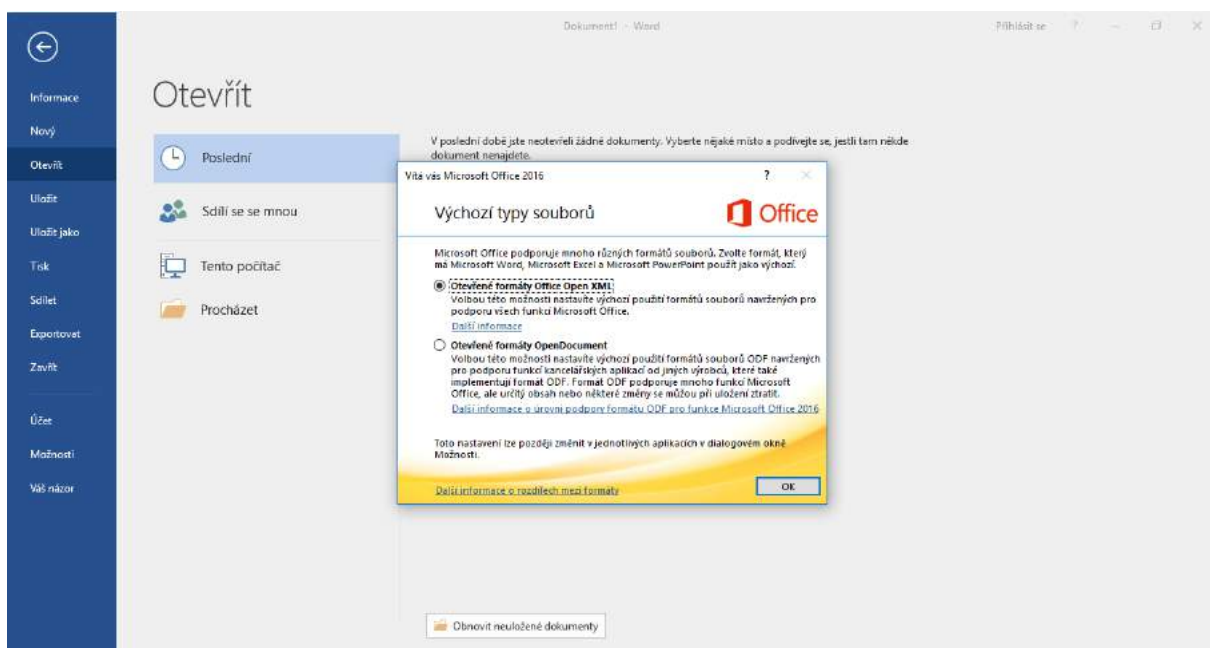 Dokument1 - Word
Přihlásit se
?
Informace
Nový
Otevřít
Uložit
Uložit jako
Tisk
Sdílet
Exportovat
Zavřít
Účet
Možnosti
Váš názor
Otevřít
Poslední
Sdílí se se mnou
Tento počítač
Procházet
V poslední době jste neotevřeli žádné dokumenty. Vyberte nějaké místo a podívejte se, jestli tam někde
dokument nenajdete.
Vítá vás Microsoft Office 2016
?
Výchozí typy souborů
Office
Microsoft Office podporuje mnoho různých formátů souborů. Zvolte formát, který
má Microsoft Word, Microsoft Excel a Microsoft PowerPoint použít jako výchozí.
Otevřené formáty Office Open XML
Volbou této možnosti nastavíte výchozí použití formátů souborů navržených pro
podporu všech funkcí Microsoft Office.
Další informace
Otevřené formáty OpenDocument
Volbou této možnosti nastavíte výchozí použití formátů souborů ODF navržených
pro podporu funkcí kancelářských aplikací od jiných výrobců, které také
implementují formát ODF. Formát ODF podporuje mnoho funkcí Microsoft
Office, ale určitý obsah nebo některé změny se můžou při uložení ztratit.
Další informace o úrovni podpory formátu ODF pro funkce Microsoft Office 2016
Toto nastavení lze později změnit v jednotlivých aplikacích v dialogovém okně
Možnosti.
Další informace o rozdílech mezi formáty
OK
Obnovit neuložené dokumenty